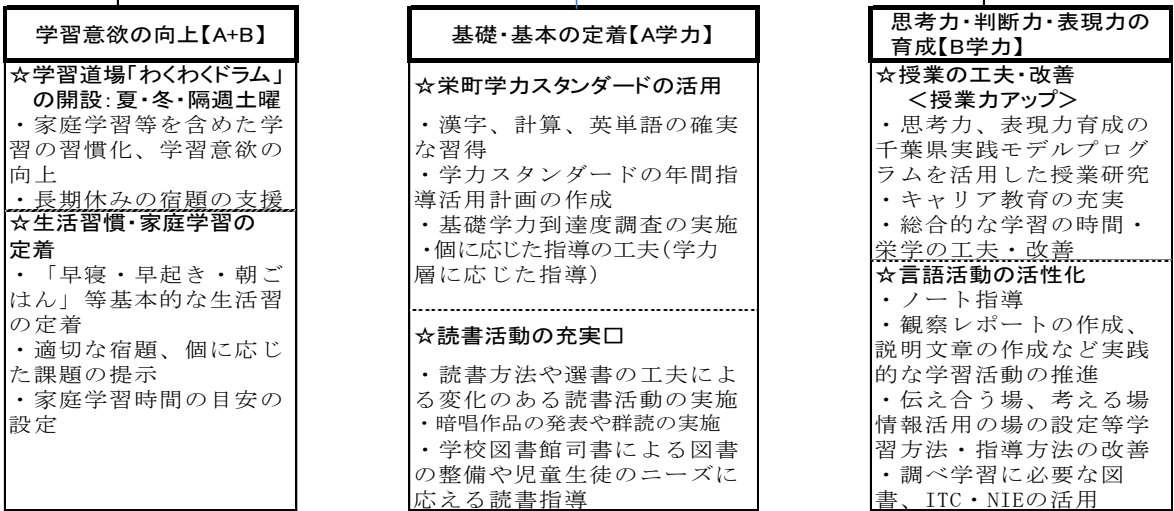 学習意欲の向上【A+B】
☆学習道場「わくわくドラム」
の開設：夏・冬・隔週土曜
・家庭学習等を含めた学
習の習慣化、学習意欲の
向上
・長期休みの宿題の支援
☆生活習慣・家庭学習の
定着
・「早寝・早起き・朝ご
はん」等基本的な生活習
の定着
・適切な宿題、個に応じ
た課題の提示
・家庭学習時間の目安の
設定
基礎・基本の定着【A学力】
☆栄町学力スタンダードの活用
・漢字、計算、英単語の確実
な習得
・学力スタンダードの年間指
導活用計画の作成
・基礎学力到達度調査の実施
・個に応じた指導の工夫(学力
層に応じた指導)
☆読書活動の充実□
・読書方法や選書の工夫によ
る変化のある読書活動の実施
・暗唱作品の発表や群読の実施
・学校図書館司書による図書
の整備や児童生徒のニーズに
応える読書指導
思考力・判断力・表現力の
育成【B学力】
☆授業の工夫・改善
＜授業力アップ＞
・思考力、表現力育成の
千葉県実践モデルプログ
ラムを活用した授業研究
・キャリア教育の充実
・総合的な学習の時間・
栄学の工夫・改善
☆言語活動の活性化
・ノート指導
・観察レポートの作成、
説明文章の作成など実践
的な学習活動の推進
・伝え合う場、考える場
情報活用の場の設定等学
習方法・指導方法の改善
・調べ学習に必要な図
書、ITC・NIEの活用